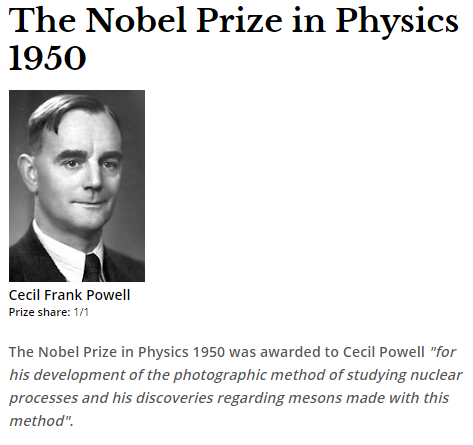 The Nobel Prize in Physics
1950
Cecil Frank Powell
Prize share: 1/1
The Nobel Prize in Physics 1950 was awarded to Cecil Powell "for
his development of the photographic method of studying nuclear
processes and his discoveries regarding mesons made with this
method".